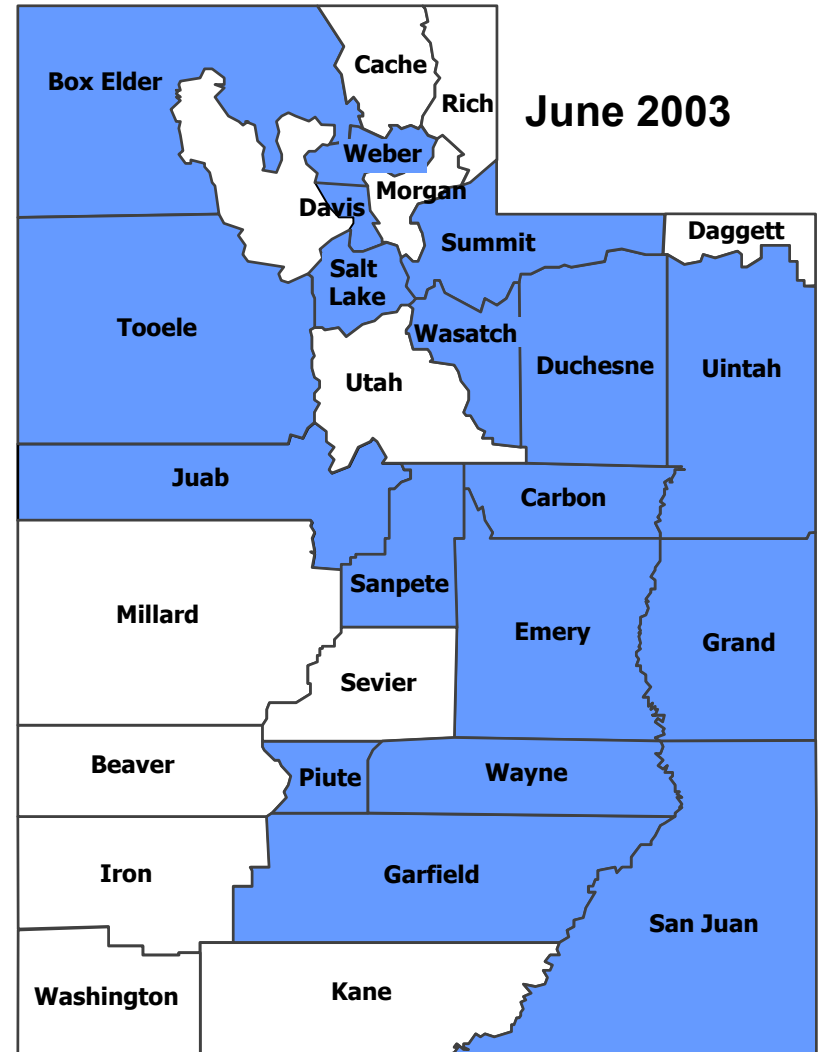 Cache
Box Elder
Rich
June 2003
Weber
Morgan
Davis
Daggett
Summit
Salt
Lake
Tooele
Wasatch
Duchesne
Uintah
Utah
Juab
Carbon
Sanpete
Millard
Emery
Grand
Sevier
Beaver
Piute
Wayne
Iron
Garfield
San Juan
Washington
Kane